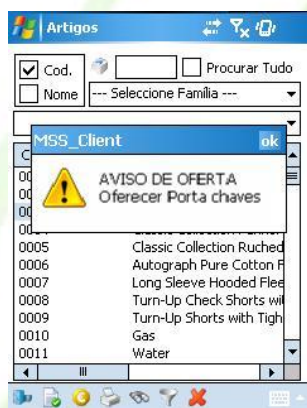 Artigos
Cod.
Procurar Tudo
Nome
--- Seleccione Família ---
MSS_Client
ok
AVISO DE OFERTA
Oferecer Porta chaves
0005 Classic Collection Ruched
0006 Autograph Pure Cotton F
0007 Long Sleeve Hooded Flee
0008 Turn-Up Check Shorts wi
0009 Turn-Up Shorts with Tigh
0010 Gas
0011 Water